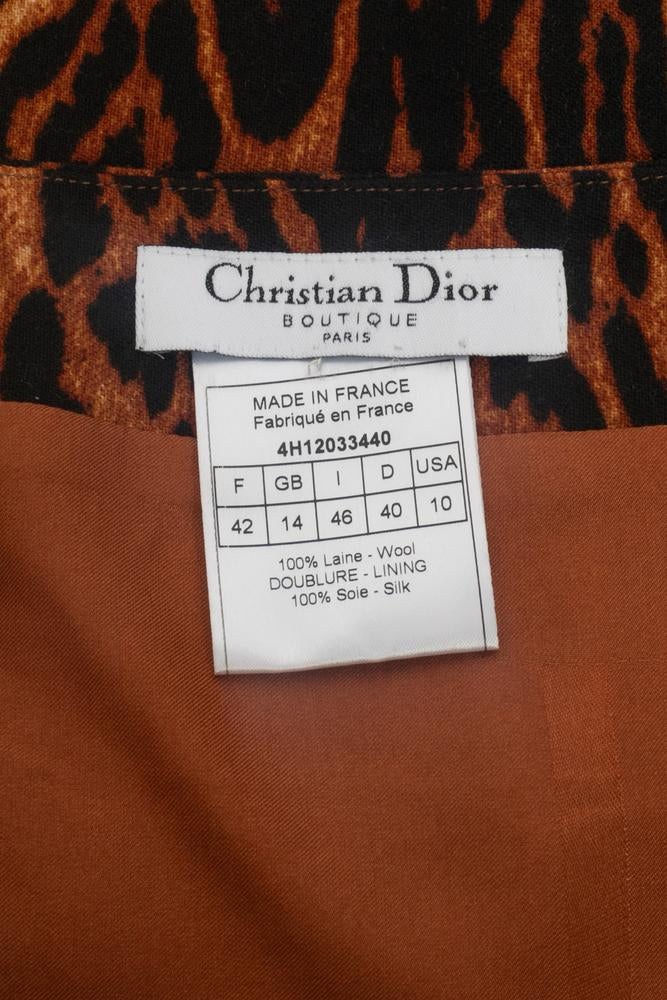 Christian Dior
BOUTIQUE
PARIS
MADE IN FRANCE
Fabriqué en France
4H12033440
F GB I D USA
42 14 46 40 10
100% Laine - Wool
DOUBLURE - LINING
100% Soie - Silk